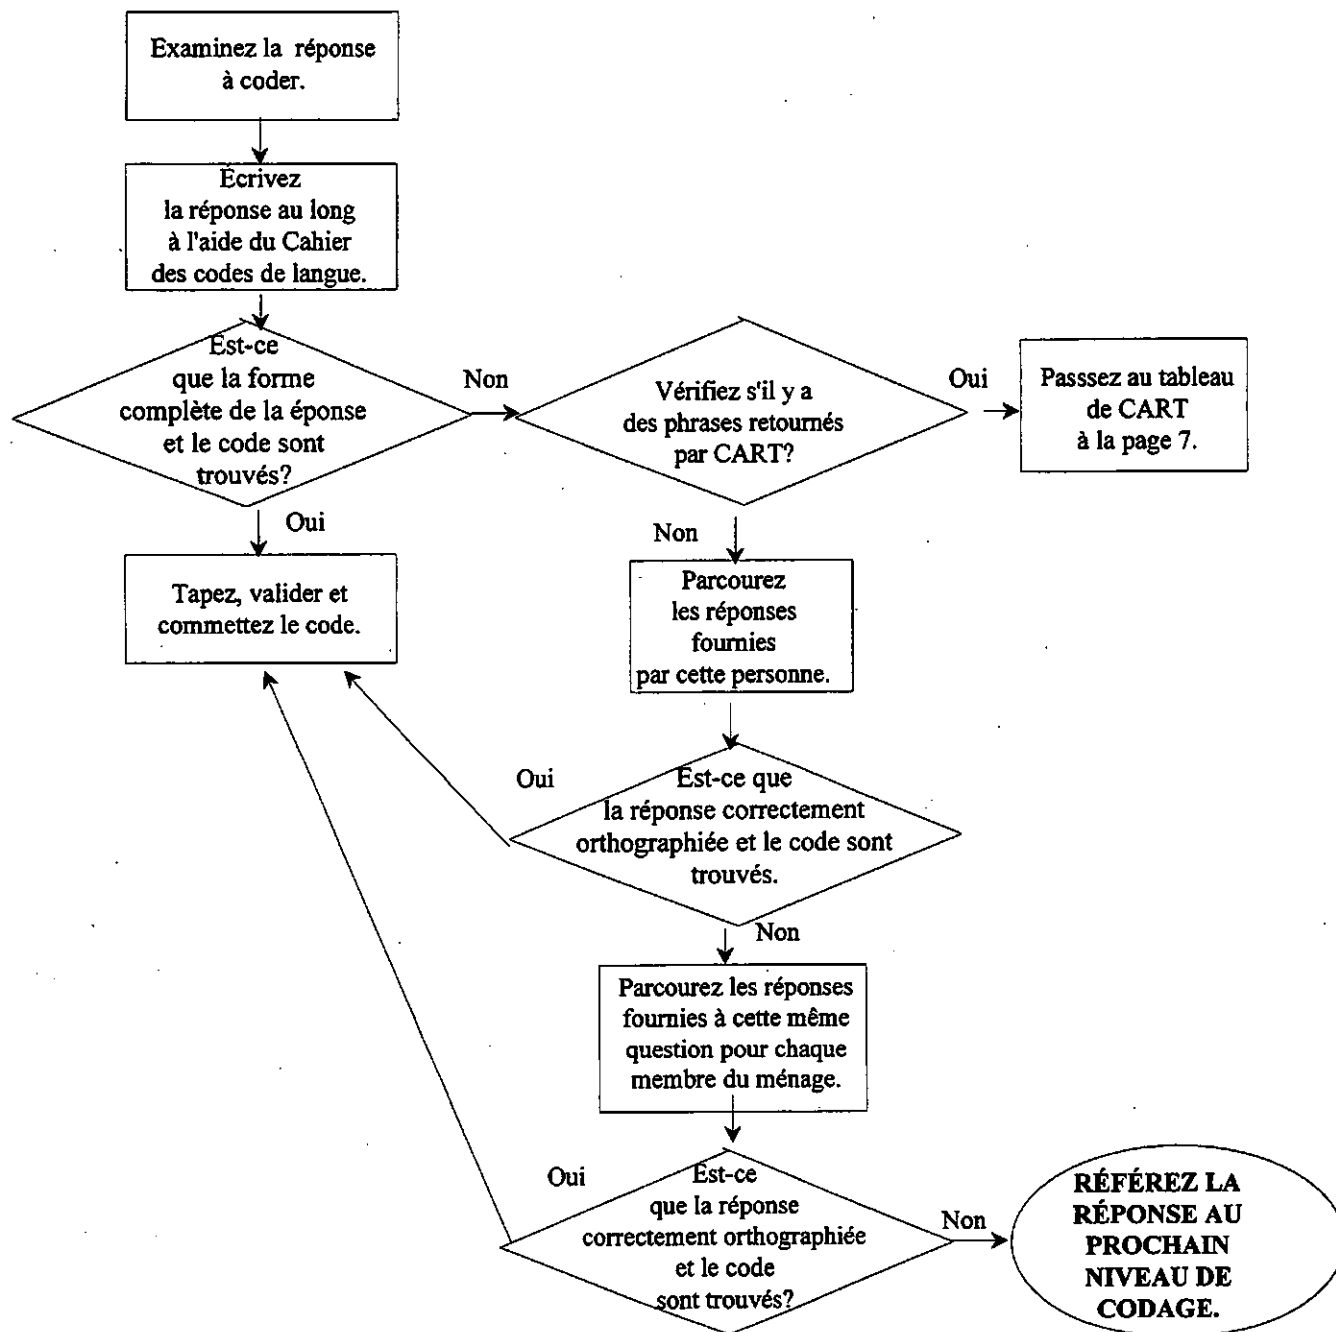 Examinez la réponse
à coder.
Écrivez
la réponse au long
à l'aide du Cahier
des codes de langue.
Est-ce
que la forme
complète de la éponse
et le code sont
trouvés?
Non
Vérifiez s'il y a
des phrases retournés
par CART?
Oui
Passsez au tableau
de CART
à la page 7.
Oui
Tapez, valider et
commettez le code.
Non
Parcourez
les réponses
fournies
par cette personne.
Oui
Est-ce que
la réponse correctement
orthographiée et le code sont
trouvés.
Non
Parcourez les réponses
fournies à cette même
question pour chaque
membre du ménage.
Oui
Est-ce
que la réponse
correctement orthographiée
et le code
sont trouvés?
Non
RÉFÉREZ LA
RÉPONSE AU
PROCHAIN
NIVEAU DE
CODAGE.